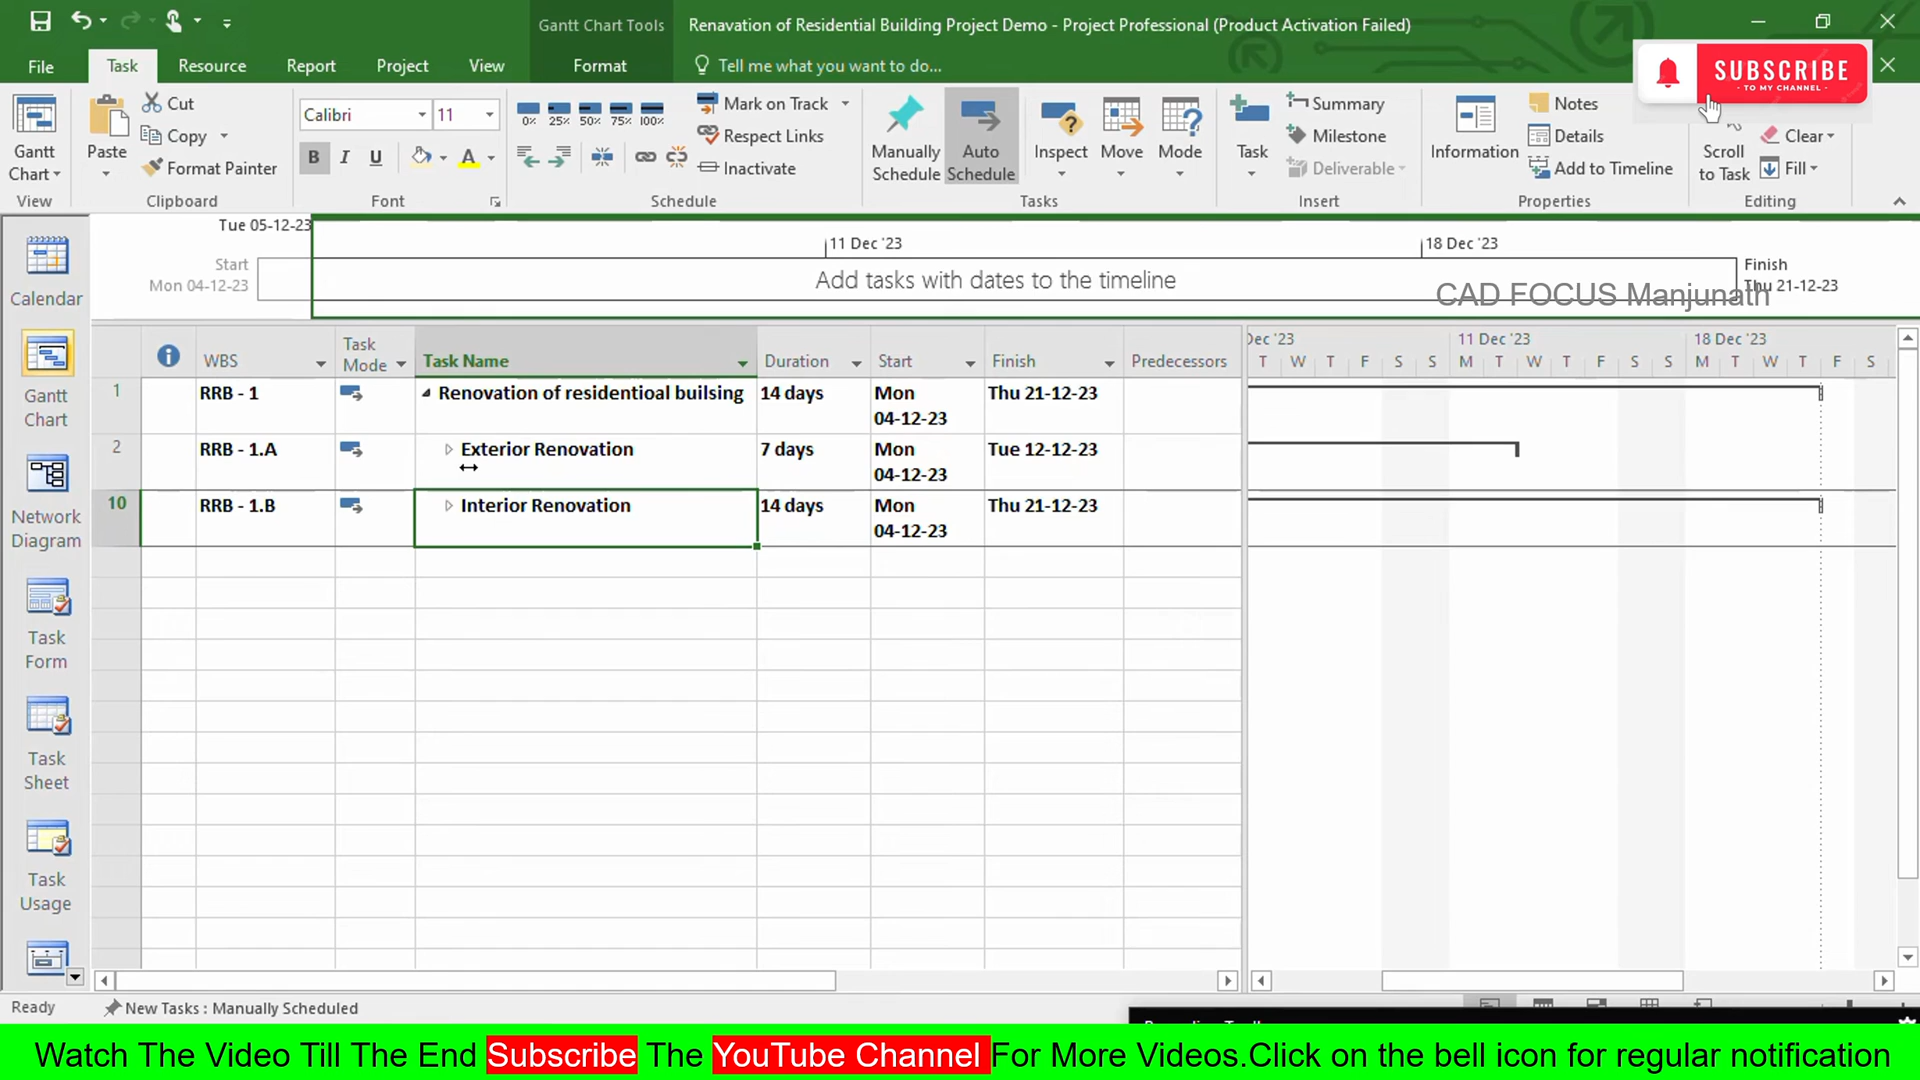 Gantt Chart Tools
Renavation of Residential Building Project Demo - Project Professional (Product Activation Failed)
File
Task
Resource
Report
Project
View
Format
Tell me what you want to do...
SUBSCRIBE
- TO MY CHANNEL -
Gantt Chart
View
Paste
Cut
Copy
Format Painter
Clipboard
Calibri
11
B I U
Font
0% 25% 50% 75% 100%
Mark on Track
Respect Links
Inactivate
Schedule
Manually Schedule
Auto Schedule
Inspect
Move
Mode
Tasks
Task
Summary
Milestone
Deliverable
Insert
Information
Notes
Details
Add to Timeline
Properties
Scroll to Task
Clear
Fill
Editing
Tue 05-12-23
11 Dec '23
18 Dec '23
Start
Mon 04-12-23
Add tasks with dates to the timeline
Finish
Thu 21-12-23
CAD FOCUS Manjunath
Calendar
Gantt Chart
Network Diagram
Task Form
Task Sheet
Task Usage
WBS
Task Mode
Task Name
Duration
Start
Finish
Predecessors
Dec '23
11 Dec '23
18 Dec '23
T W T F S S M T W T F S S M T W T F S
1 RRB - 1 Renovation of residentioal builsing 14 days Mon 04-12-23 Thu 21-12-23
2 RRB - 1.A Exterior Renovation 7 days Mon 04-12-23 Tue 12-12-23
10 RRB - 1.B Interior Renovation 14 days Mon 04-12-23 Thu 21-12-23
Ready
New Tasks : Manually Scheduled
Watch The Video Till The End Subscribe The YouTube Channel For More Videos.Click on the bell icon for regular notification